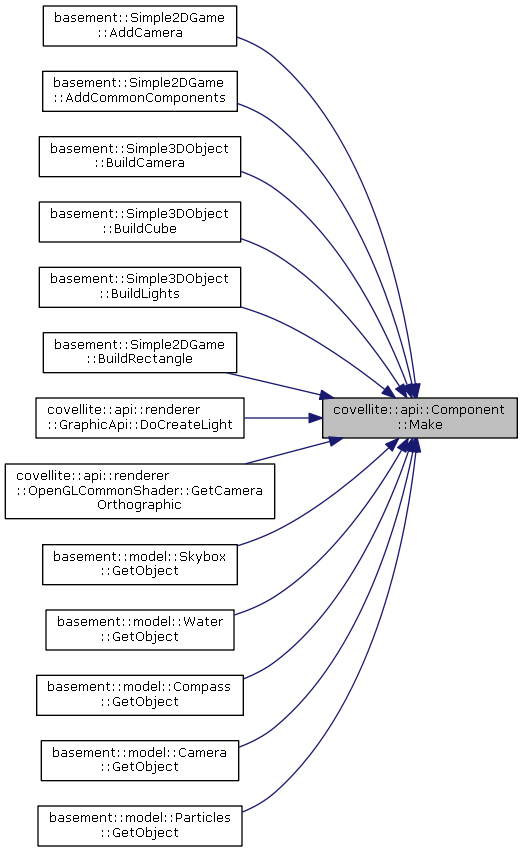 basement::Simple2DGame
::AddCamera
basement::Simple2DGame
::AddCommonComponents
basement::Simple3DObject
::BuildCamera
basement::Simple3DObject
::BuildCube
basement::Simple3DObject
::BuildLights
basement::Simple2DGame
::BuildRectangle
covellite::api::renderer
::GraphicApi::DoCreateLight
covellite::api::Component
::Make
covellite::api::renderer
::OpenGLCommonShader::GetCamera
Orthographic
basement::model::Skybox
::GetObject
basement::model::Water
::GetObject
basement::model::Compass
::GetObject
basement::model::Camera
::GetObject
basement::model::Particles
::GetObject